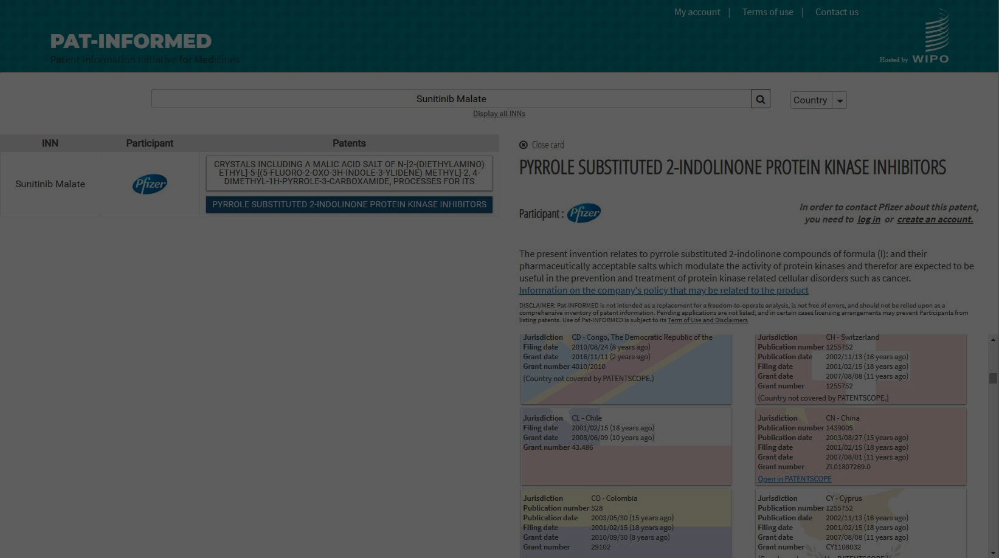 My account | Terms of use | Contact us
PAT-INFORMED
Patent Information Initiative for Medicines
Hosted by WIPO
Sunitinib Malate
Country
Display all INNs
INN Participant Patents
Sunitinib Malate
Pfizer
CRYSTALS INCLUDING A MALIC ACID SALT OF N-[2-(DIETHYLAMINO)
ETHYL]-5-[(5-FLUORO-2-OXO-3H-INDOLE-3-YLIDENE) METHYL]-2, 4-
DIMETHYL-1H-PYRROLE-3-CARBOXAMIDE, PROCESSES FOR ITS
PYRROLE SUBSTITUTED 2-INDOLINONE PROTEIN KINASE INHIBITORS
Close card
PYRROLE SUBSTITUTED 2-INDOLINONE PROTEIN KINASE INHIBITORS
Participant : Pfizer
In order to contact Pfizer about this patent,
you need to log in or create an account.
The present invention relates to pyrrole substituted 2-indolinone compounds of formula (I): and their
pharmaceutically acceptable salts which modulate the activity of protein kinases and therefor are expected to be
useful in the prevention and treatment of protein kinase related cellular disorders such as cancer.
Information on the company's policy that may be related to the product
DISCLAIMER: Pat-INFORMED is not intended as a replacement for a freedom-to-operate analysis, is not free of errors, and should not be relied upon as a
comprehensive inventory of patent information. Pending applications are not listed, and in certain cases licensing arrangements may prevent Participants from
listing patents. Use of Pat-INFORMED is subject to its Term of Use and Disclaimers
Jurisdiction CD - Congo, The Democratic Republic of the
Filing date 2010/08/24 (8 years ago)
Grant date 2016/11/11 (2 years ago)
Grant number 4010/2010
(Country not covered by PATENTSCOPE.)
Jurisdiction CH - Switzerland
Publication number 1255752
Publication date 2002/11/13 (16 years ago)
Filing date 2001/02/15 (18 years ago)
Grant date 2007/08/08 (11 years ago)
Grant number 1255752
(Country not covered by PATENTSCOPE.)
Jurisdiction CL - Chile
Filing date 2001/02/15 (18 years ago)
Grant date 2008/06/09 (10 years ago)
Grant number 43.486
Jurisdiction CN - China
Publication number 1439005
Publication date 2003/08/27 (15 years ago)
Filing date 2001/02/15 (18 years ago)
Grant date 2007/08/01 (11 years ago)
Grant number ZL01807269.0
Open in PATENTSCOPE
Jurisdiction CO - Colombia
Publication number 528
Publication date 2003/05/30 (15 years ago)
Filing date 2001/02/15 (18 years ago)
Grant date 2010/09/30 (8 years ago)
Grant number 29102
Jurisdiction CY - Cyprus
Publication number 1255752
Publication date 2002/11/13 (16 years ago)
Filing date 2001/02/15 (18 years ago)
Grant date 2007/08/08 (11 years ago)
Grant number CY1108032